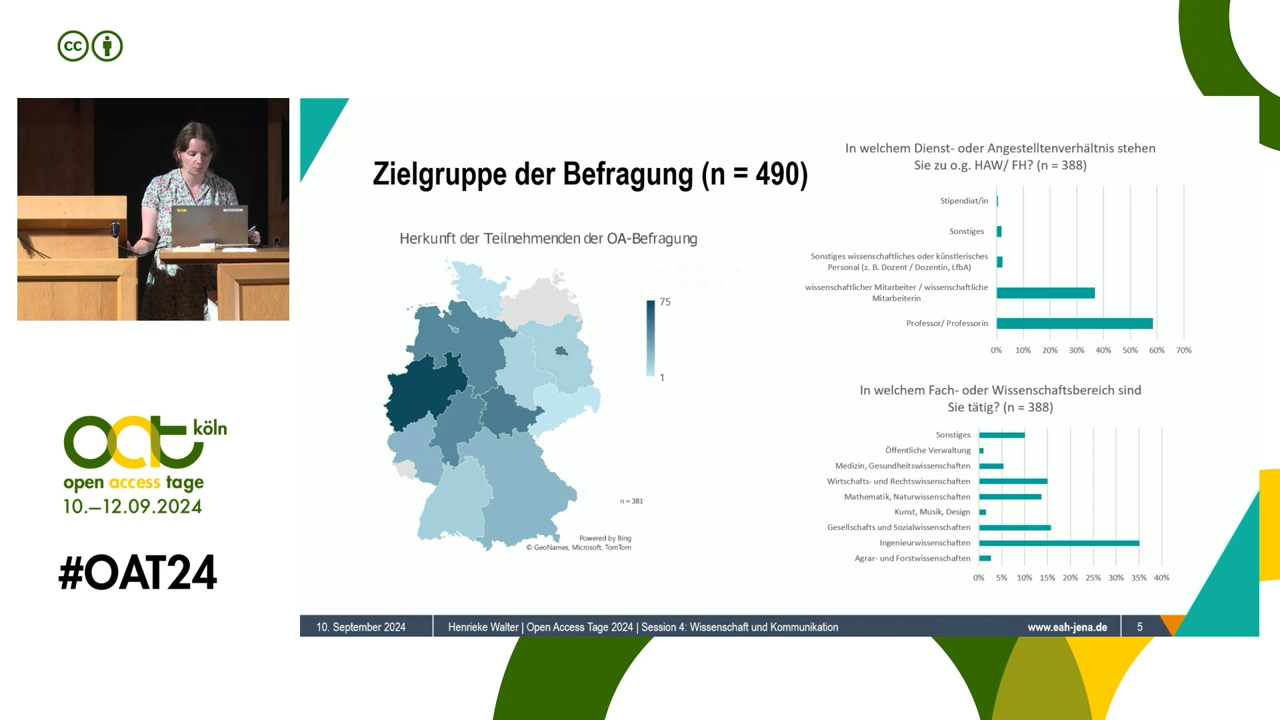 cc
oat köln
open access tage
10.–12.09.2024
#OAT24
Zielgruppe der Befragung (n = 490)
Herkunft der Teilnehmenden der OA-Befragung
75
1
n = 381
Powered by Bing
© GeoNames, Microsoft, TomTom
In welchem Dienst- oder Angestelltenverhältnis stehen
Sie zu o.g. HAW/ FH? (n = 388)
Stipendiat/in
Sonstiges
Sonstiges wissenschaftliches oder künstlerisches
Personal (z. B. Dozent / Dozentin, LfbA)
wissenschaftlicher Mitarbeiter / wissenschaftliche
Mitarbeiterin
Professor/ Professorin
0% 10% 20% 30% 40% 50% 60% 70%
In welchem Fach- oder Wissenschaftsbereich sind
Sie tätig? (n = 388)
Sonstiges
Öffentliche Verwaltung
Medizin, Gesundheitswissenschaften
Wirtschafts- und Rechtswissenschaften
Mathematik, Naturwissenschaften
Kunst, Musik, Design
Gesellschafts und Sozialwissenschaften
Ingenieurwissenschaften
Agrar- und Forstwissenschaften
0% 5% 10% 15% 20% 25% 30% 35% 40%
10. September 2024
Henrieke Walter | Open Access Tage 2024 | Session 4: Wissenschaft und Kommunikation
www.eah-jena.de
5